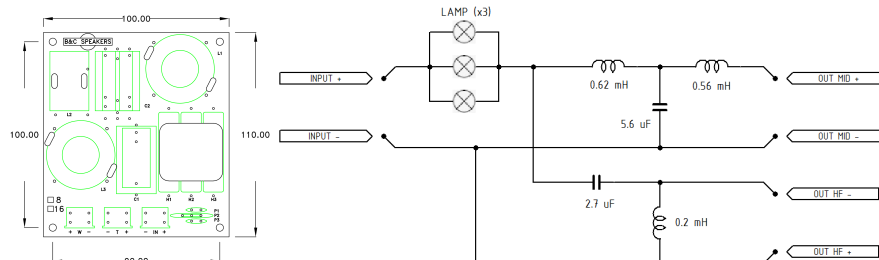 100.00
B&C SPEAKERS
L1
C2
L2
100.00
110.00
L3
C1
H1
H2
H3
8
16
P1
P2
P3
+ W -
- T +
- IN +
LAMP (x3)
INPUT +
0.62 mH
0.56 mH
OUT MID +
5.6 uF
INPUT -
OUT MID -
2.7 uF
OUT HF -
0.2 mH
OUT HF +